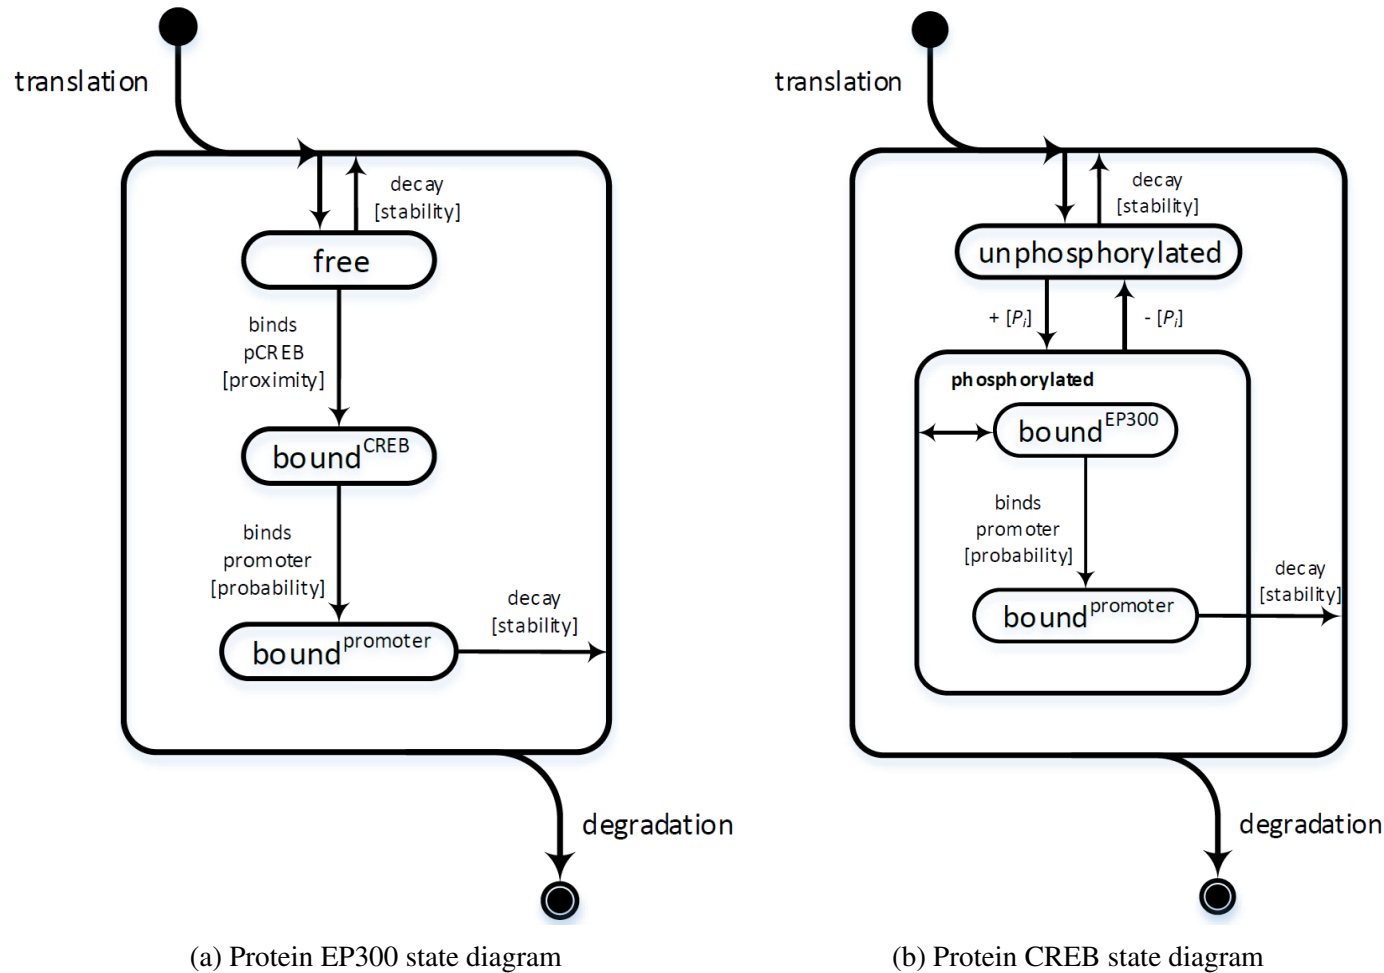 translation
decay
[stability]
free
binds
pCREB
[proximity]
bound^CREB
binds
promoter
[probability]
decay
[stability]
bound^promoter
degradation
(a) Protein EP300 state diagram
translation
decay
[stability]
unphosphorylated
+ [Pi]
- [Pi]
phosphorylated
bound^EP300
binds
promoter
[probability]
decay
[stability]
bound^promoter
degradation
(b) Protein CREB state diagram